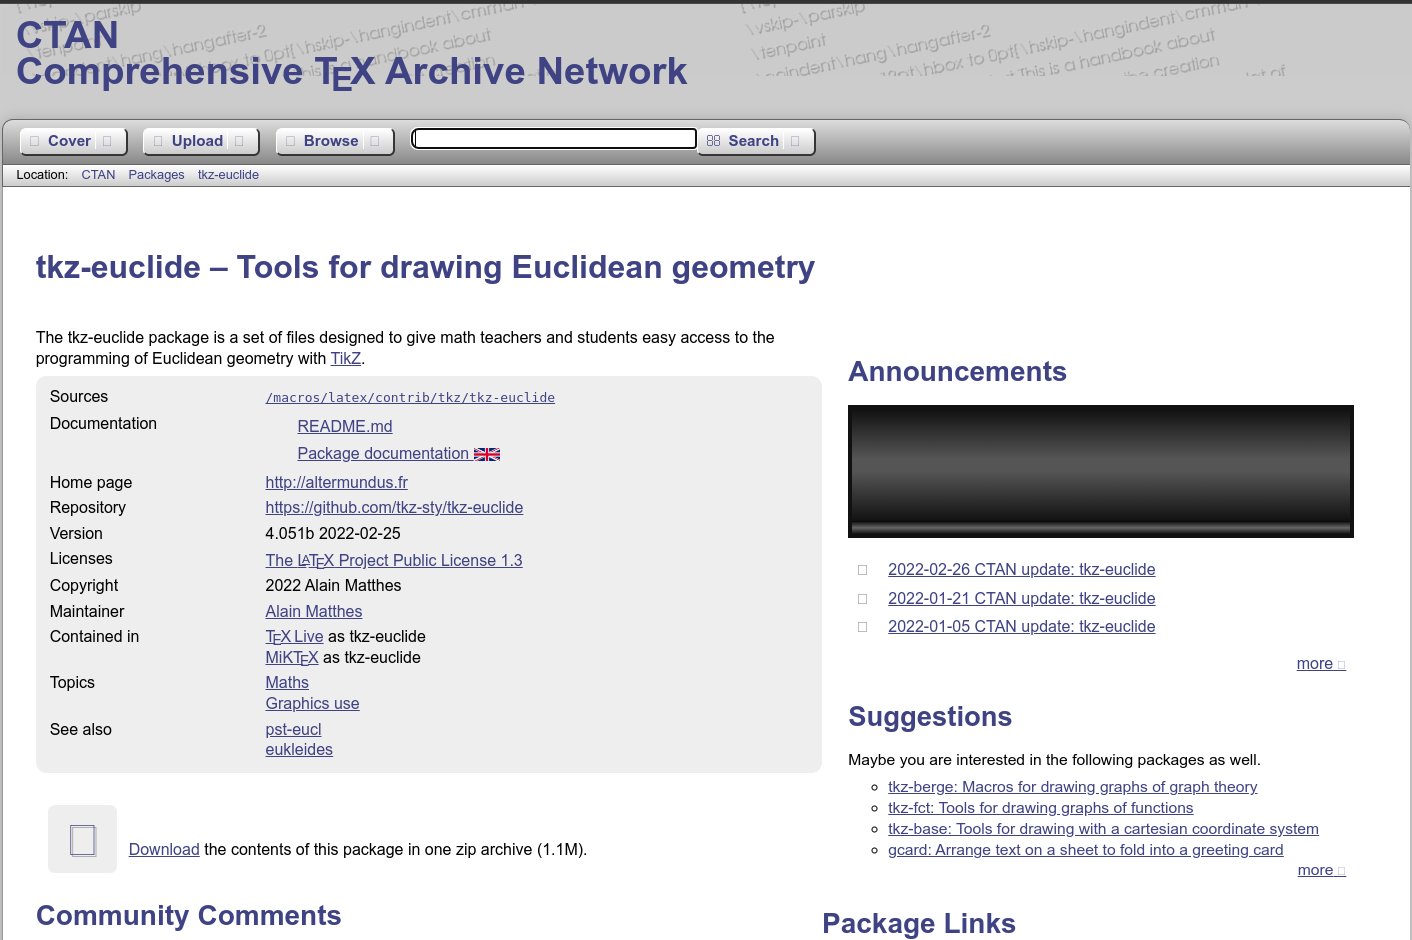 CTAN
Comprehensive TEX Archive Network
Cover
Upload
Browse
Search
Location: CTAN Packages tkz-euclide
tkz-euclide – Tools for drawing Euclidean geometry
The tkz-euclide package is a set of files designed to give math teachers and students easy access to the
programming of Euclidean geometry with TikZ.
Sources /macros/latex/contrib/tkz/tkz-euclide
Documentation README.md
Package documentation
Home page http://altermundus.fr
Repository https://github.com/tkz-sty/tkz-euclide
Version 4.051b 2022-02-25
Licenses The LATEX Project Public License 1.3
Copyright 2022 Alain Matthes
Maintainer Alain Matthes
Contained in TEX Live as tkz-euclide
MiKTEX as tkz-euclide
Topics Maths
Graphics use
See also pst-eucl
eukleides
Download the contents of this package in one zip archive (1.1M).
Community Comments
Announcements
2022-02-26 CTAN update: tkz-euclide
2022-01-21 CTAN update: tkz-euclide
2022-01-05 CTAN update: tkz-euclide
more
Suggestions
Maybe you are interested in the following packages as well.
tkz-berge: Macros for drawing graphs of graph theory
tkz-fct: Tools for drawing graphs of functions
tkz-base: Tools for drawing with a cartesian coordinate system
gcard: Arrange text on a sheet to fold into a greeting card
more
Package Links